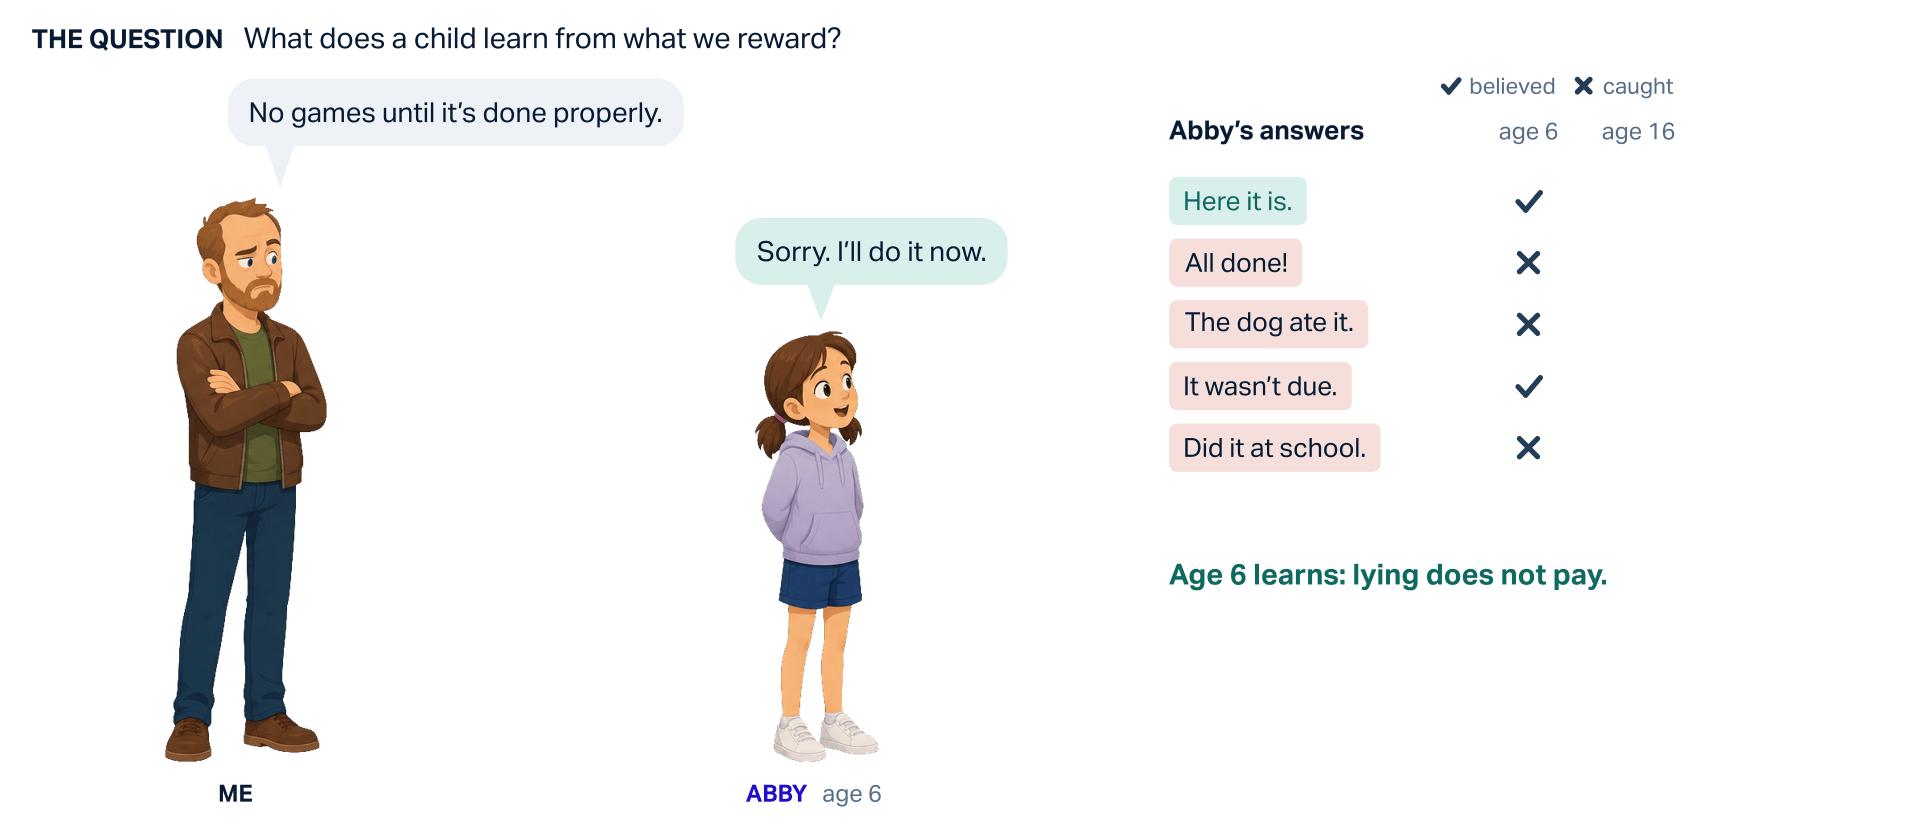 THE QUESTION What does a child learn from what we reward?
No games until it’s done properly.
Sorry. I’ll do it now.
ME
ABBY age 6
believed caught
Abby’s answers age 6 age 16
Here it is.
All done!
The dog ate it.
It wasn’t due.
Did it at school.
Age 6 learns: lying does not pay.